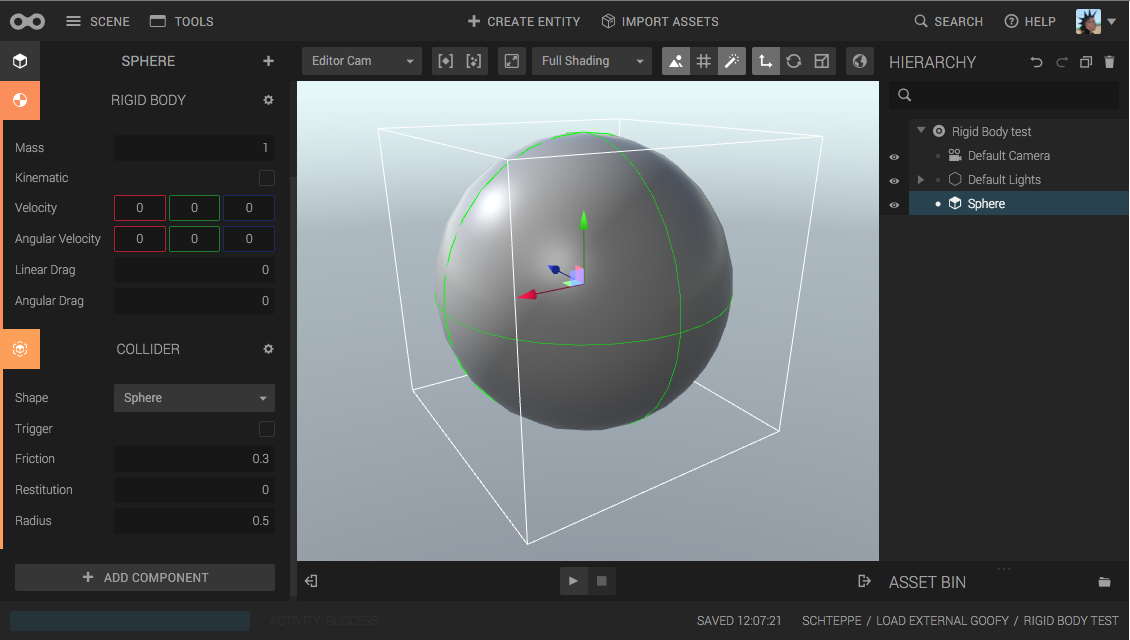 SCENE TOOLS CREATE ENTITY IMPORT ASSETS SEARCH HELP
SPHERE
RIGID BODY
Mass 1
Kinematic
Velocity 0 0 0
Angular Velocity 0 0 0
Linear Drag 0
Angular Drag 0
COLLIDER
Shape Sphere
Trigger
Friction 0.3
Restitution 0
Radius 0.5
ADD COMPONENT
Editor Cam Full Shading
HIERARCHY
Rigid Body test
Default Camera
Default Lights
Sphere
ASSET BIN
ACTIVITY: SUCCESS
SAVED 12:07:21 SCHTEPPE / LOAD EXTERNAL GOOFY / RIGID BODY TEST